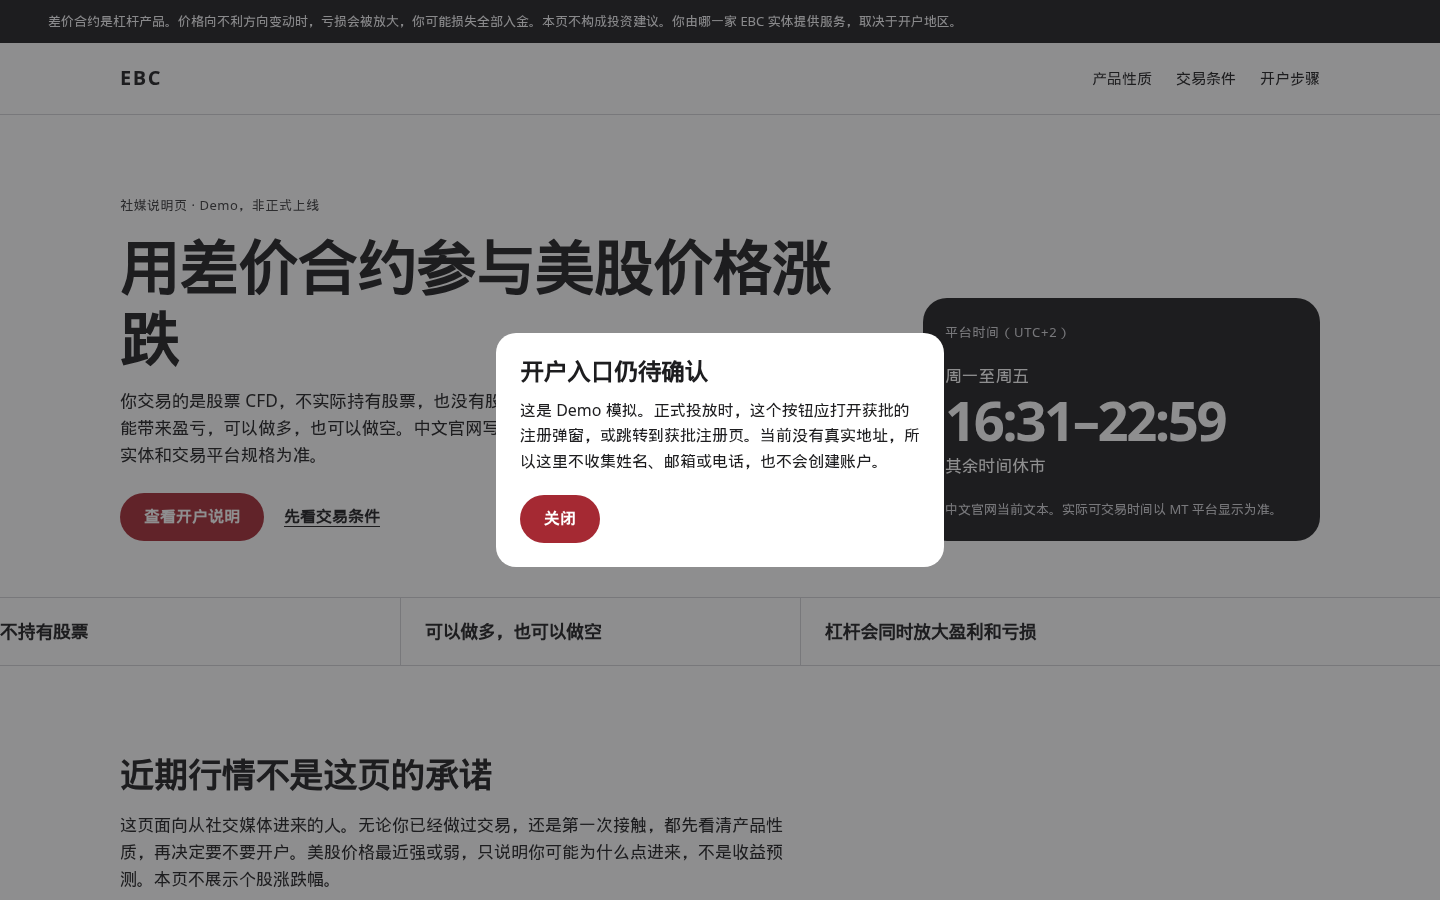 差价合约是杠杆产品。价格向不利方向变动时，亏损会被放大，你可能损失全部入金。本页不构成投资建议。你由哪一家 EBC 实体提供服务，取决于开户地区。
EBC
产品性质
交易条件
开户步骤
社媒说明页 · Demo，非正式上线
用差价合约参与美股价格涨
跌
你交易的是股票 CFD，不实际持有股票，也没有股
能带来盈亏，可以做多，也可以做空。中文官网写
实体和交易平台规格为准。
查看开户说明
先看交易条件
开户入口仍待确认
这是 Demo 模拟。正式投放时，这个按钮应打开获批的
注册弹窗，或跳转到获批注册页。当前没有真实地址，所
以这里不收集姓名、邮箱或电话，也不会创建账户。
关闭
平台时间（UTC+2）
周一至周五
16:31–22:59
其余时间休市
中文官网当前文本。实际可交易时间以 MT 平台显示为准。
不持有股票
可以做多，也可以做空
杠杆会同时放大盈利和亏损
近期行情不是这页的承诺
这页面向从社交媒体进来的人。无论你已经做过交易，还是第一次接触，都先看清产品性
质，再决定要不要开户。美股价格最近强或弱，只说明你可能为什么点进来，不是收益预
测。本页不展示个股涨跌幅。